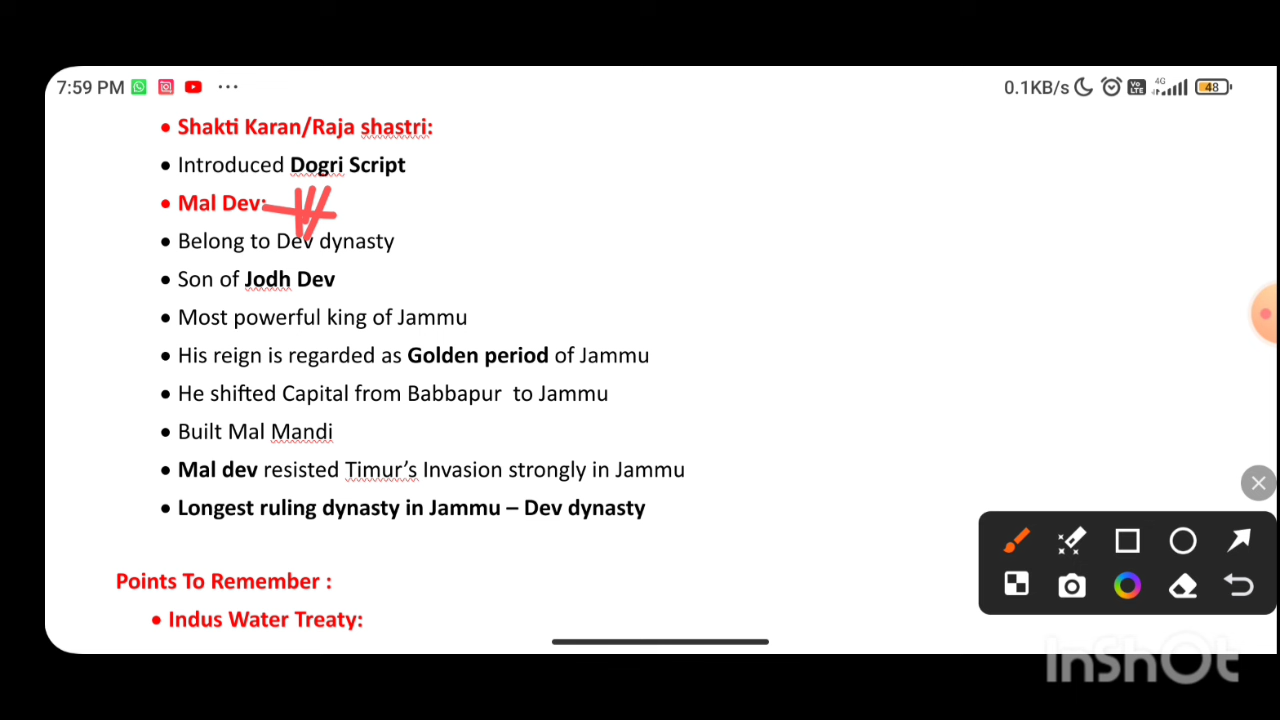 7:59 PM
0.1KB/s 4G Vo LTE 48
• Shakti Karan/Raja shastri:
• Introduced Dogri Script
• Mal Dev:
• Belong to Dev dynasty
• Son of Jodh Dev
• Most powerful king of Jammu
• His reign is regarded as Golden period of Jammu
• He shifted Capital from Babbapur to Jammu
• Built Mal Mandi
• Mal dev resisted Timur's Invasion strongly in Jammu
• Longest ruling dynasty in Jammu – Dev dynasty
Points To Remember :
• Indus Water Treaty:
InShOt